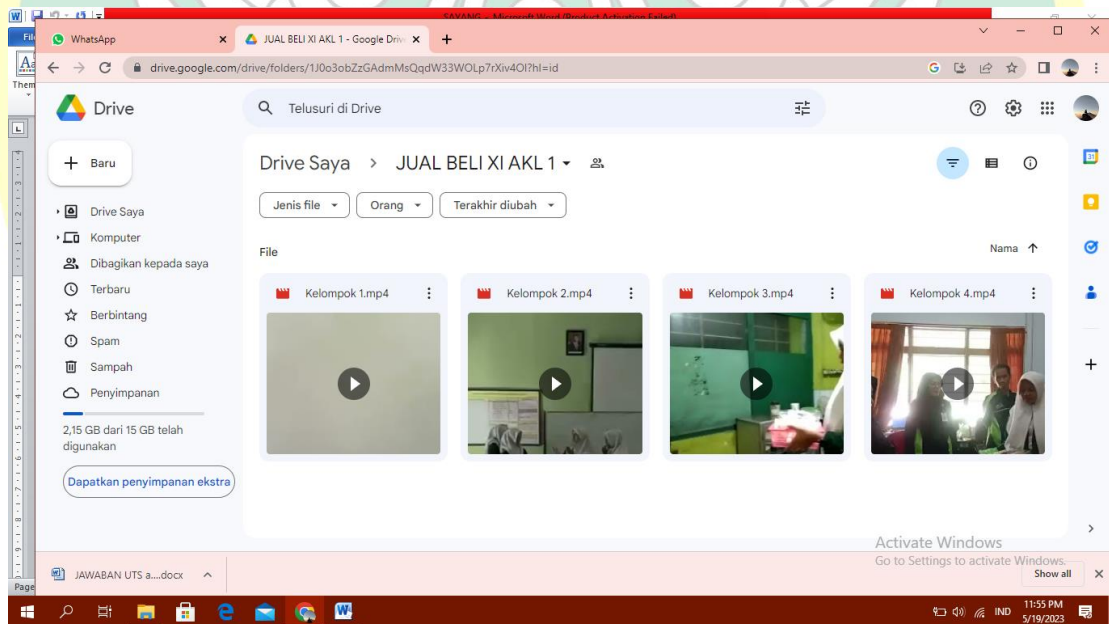 SAYANG - Microsoft Word (Product Activation Failed)
WhatsApp
JUAL BELI XI AKL 1 - Google Driv
drive.google.com/drive/folders/1J0o3obZzGAdmMsQqdW33WOLp7rXiv4OI?hl=id
Them
Drive
Telusuri di Drive
Baru
Drive Saya > JUAL BELI XI AKL 1
Jenis file
Orang
Terakhir diubah
Drive Saya
Komputer
Dibagikan kepada saya
Terbaru
Berbintang
Spam
Sampah
Penyimpanan
2,15 GB dari 15 GB telah
digunakan
Dapatkan penyimpanan ekstra
File
Nama
Kelompok 1.mp4
Kelompok 2.mp4
Kelompok 3.mp4
Kelompok 4.mp4
Activate Windows
Go to Settings to activate Windows.
JAWABAN UTS a....docx
Show all
Page
IND
11:55 PM
5/19/2023